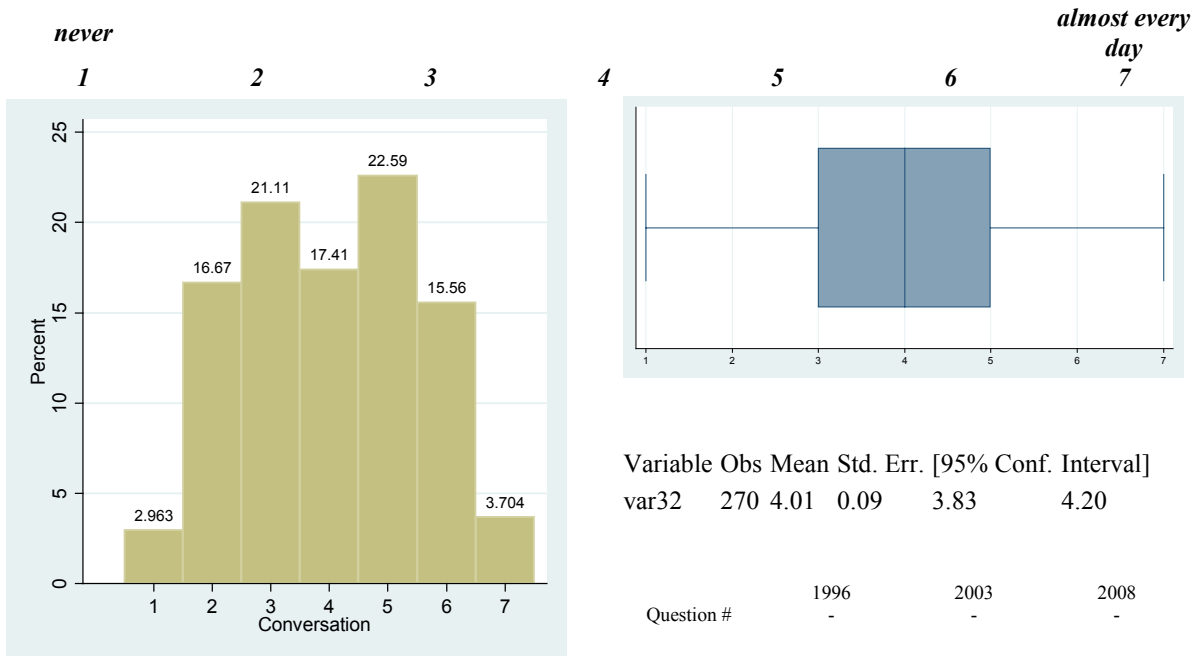 never
almost every
day
1 2 3 4 5 6 7
25
20
15
10
5
0
Percent
2.963
16.67
21.11
17.41
22.59
15.56
3.704
1 2 3 4 5 6 7
Conversation
1 2 3 4 5 6 7
Variable Obs Mean Std. Err. [95% Conf. Interval]
var32 270 4.01 0.09 3.83 4.20
1996 2003 2008
Question # - - -